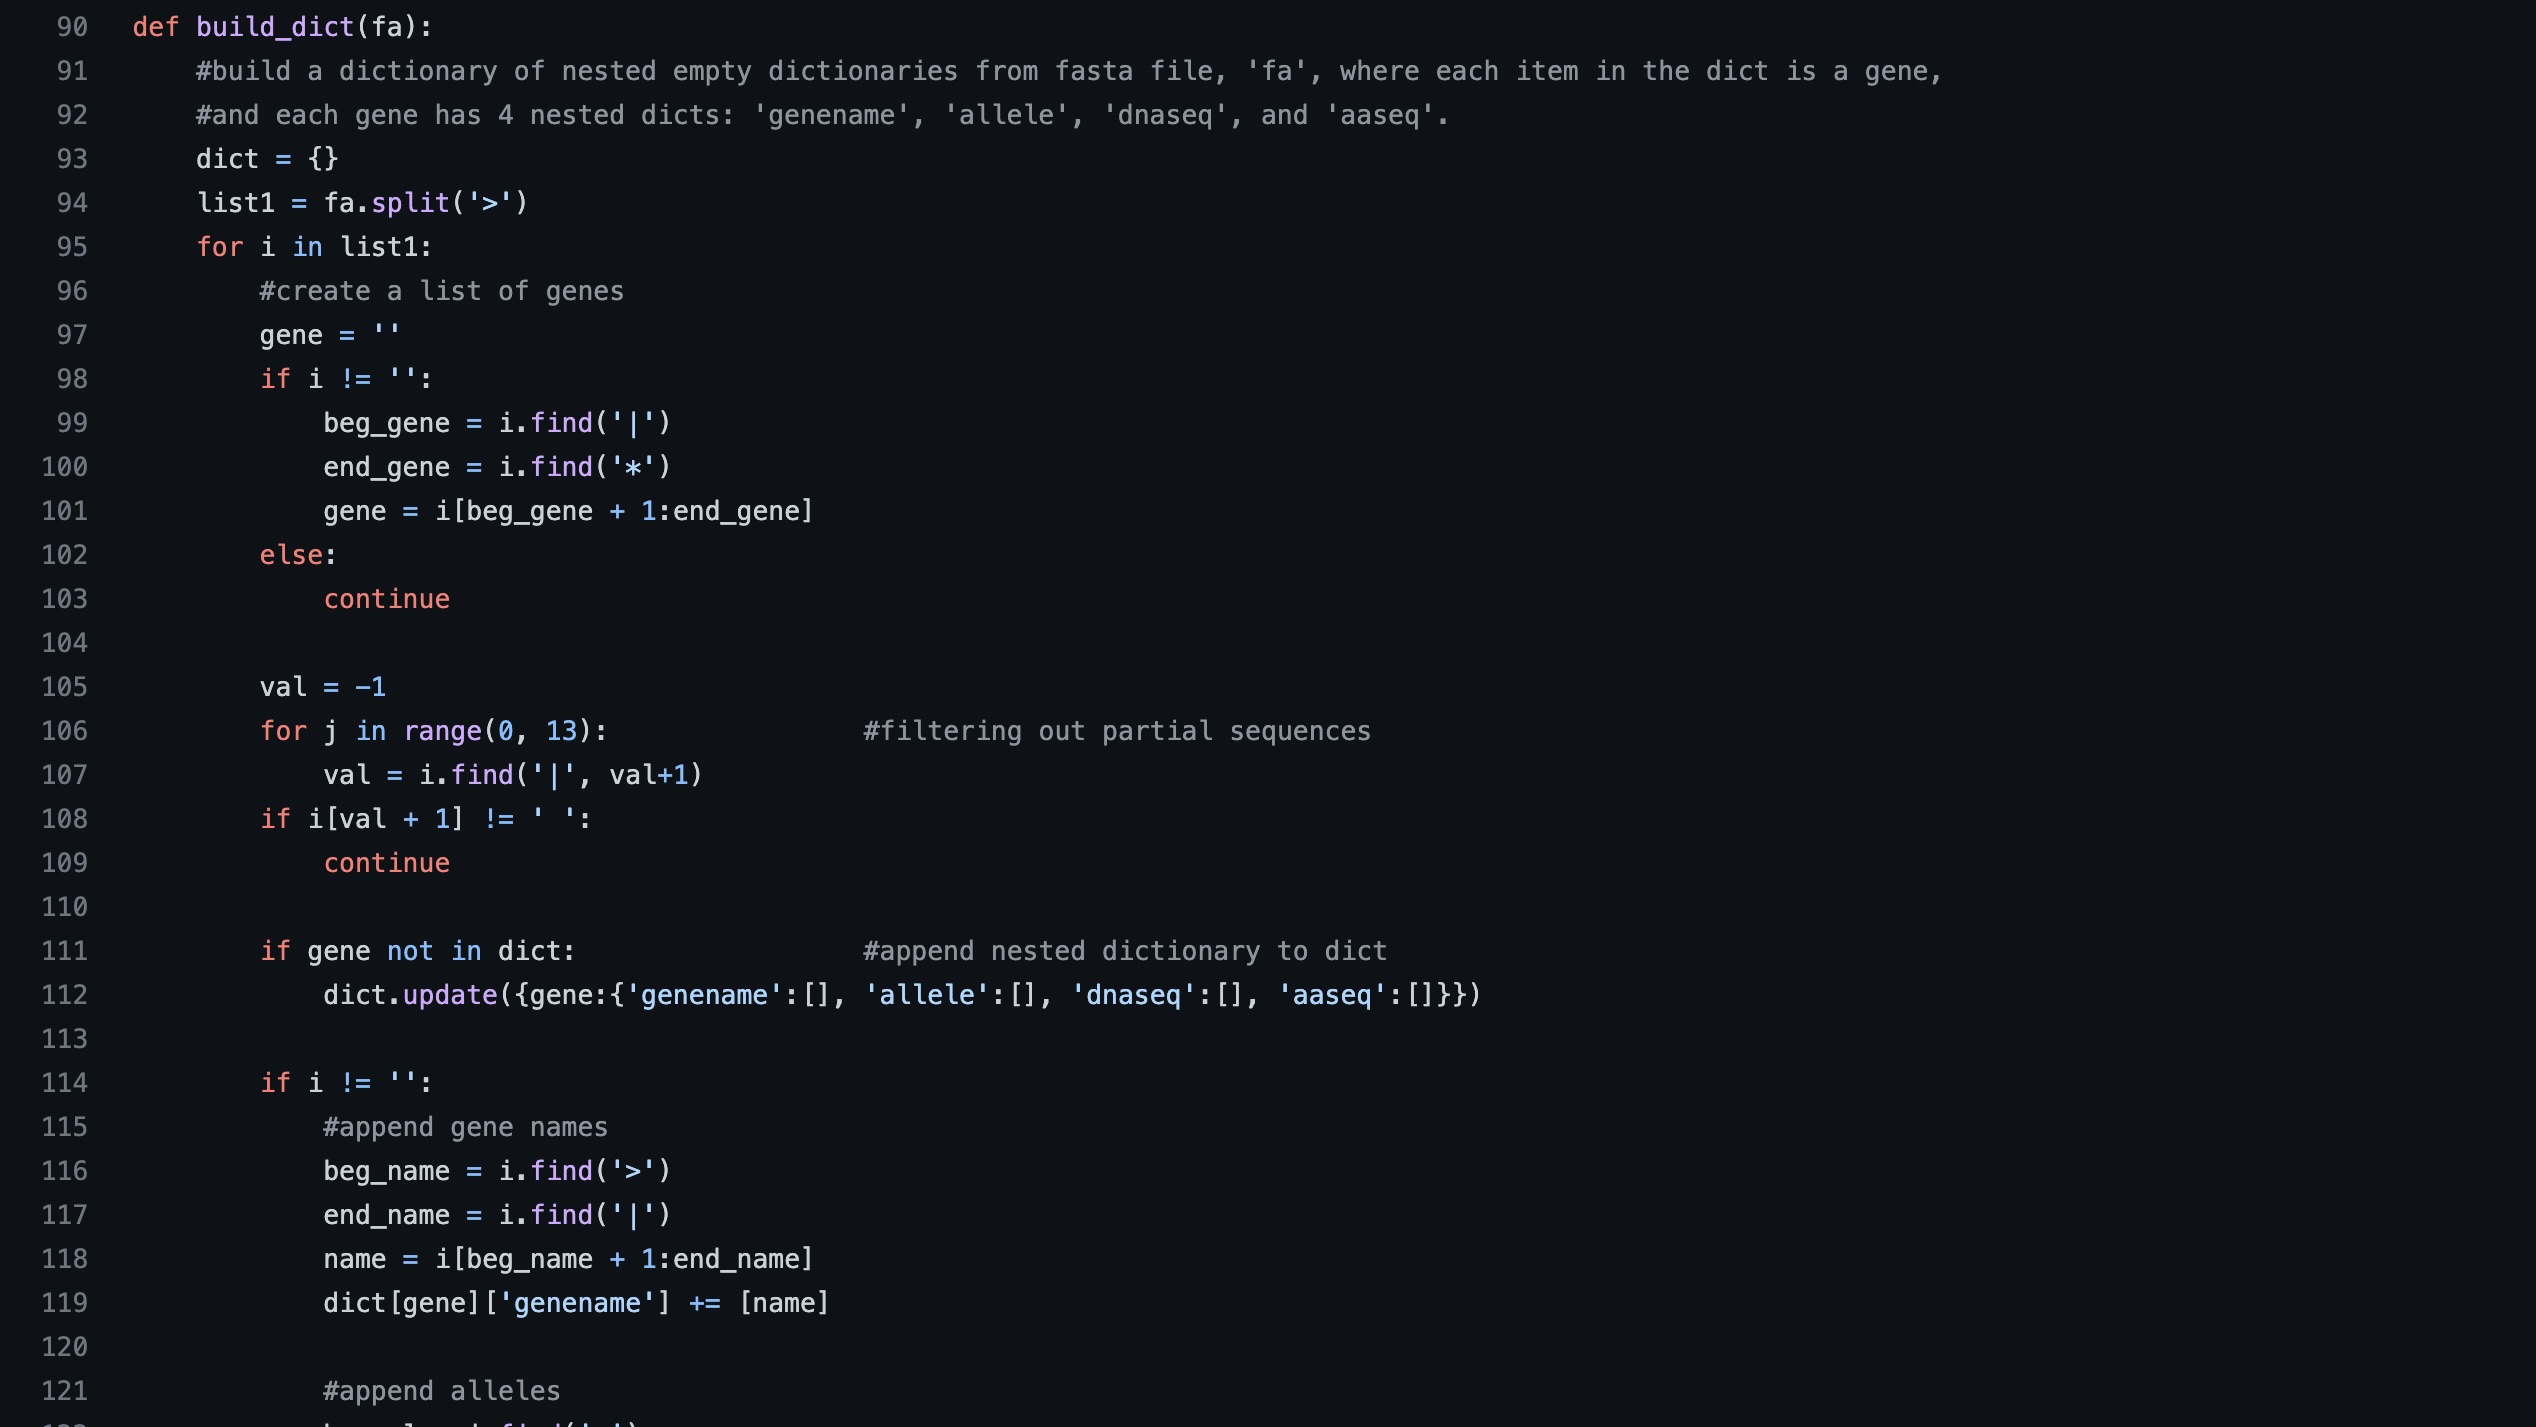 90 def build_dict(fa):
91 #build a dictionary of nested empty dictionaries from fasta file, 'fa', where each item in the dict is a gene,
92 #and each gene has 4 nested dicts: 'genename', 'allele', 'dnaseq', and 'aaseq'.
93 dict = {}
94 list1 = fa.split('>')
95 for i in list1:
96 #create a list of genes
97 gene = ''
98 if i != '':
99 beg_gene = i.find('|')
100 end_gene = i.find('*')
101 gene = i[beg_gene + 1:end_gene]
102 else:
103 continue
104
105 val = -1
106 for j in range(0, 13): #filtering out partial sequences
107 val = i.find('|', val+1)
108 if i[val + 1] != ' ':
109 continue
110
111 if gene not in dict: #append nested dictionary to dict
112 dict.update({gene:{'genename':[], 'allele':[], 'dnaseq':[], 'aaseq':[]}})
113
114 if i != '':
115 #append gene names
116 beg_name = i.find('>')
117 end_name = i.find('|')
118 name = i[beg_name + 1:end_name]
119 dict[gene]['genename'] += [name]
120
121 #append alleles